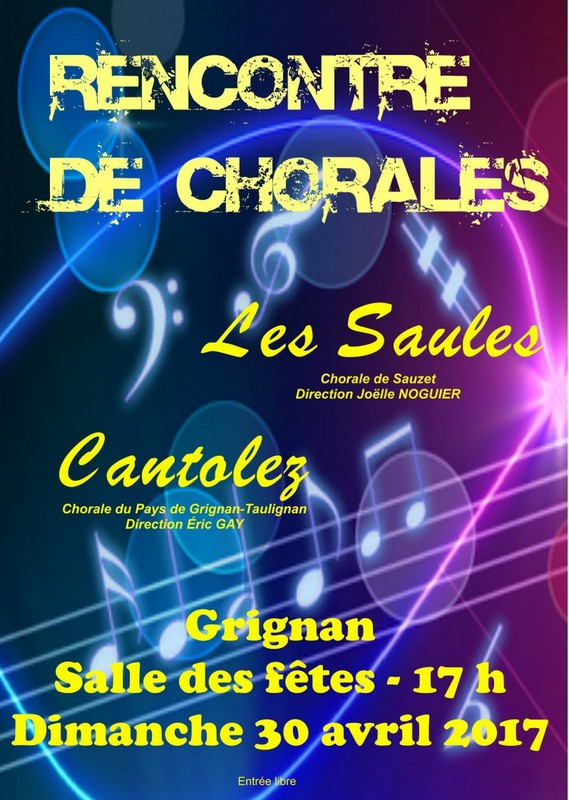 RENCONTRE
DE CHORALES
Les Saules
Chorale de Sauzet
Direction Joëlle NOGUIER
Cantolez
Chorale du Pays de Grignan-Taulignan
Direction Éric GAY
Grignan
Salle des fêtes - 17 h
Dimanche 30 avril 2017
Entrée libre